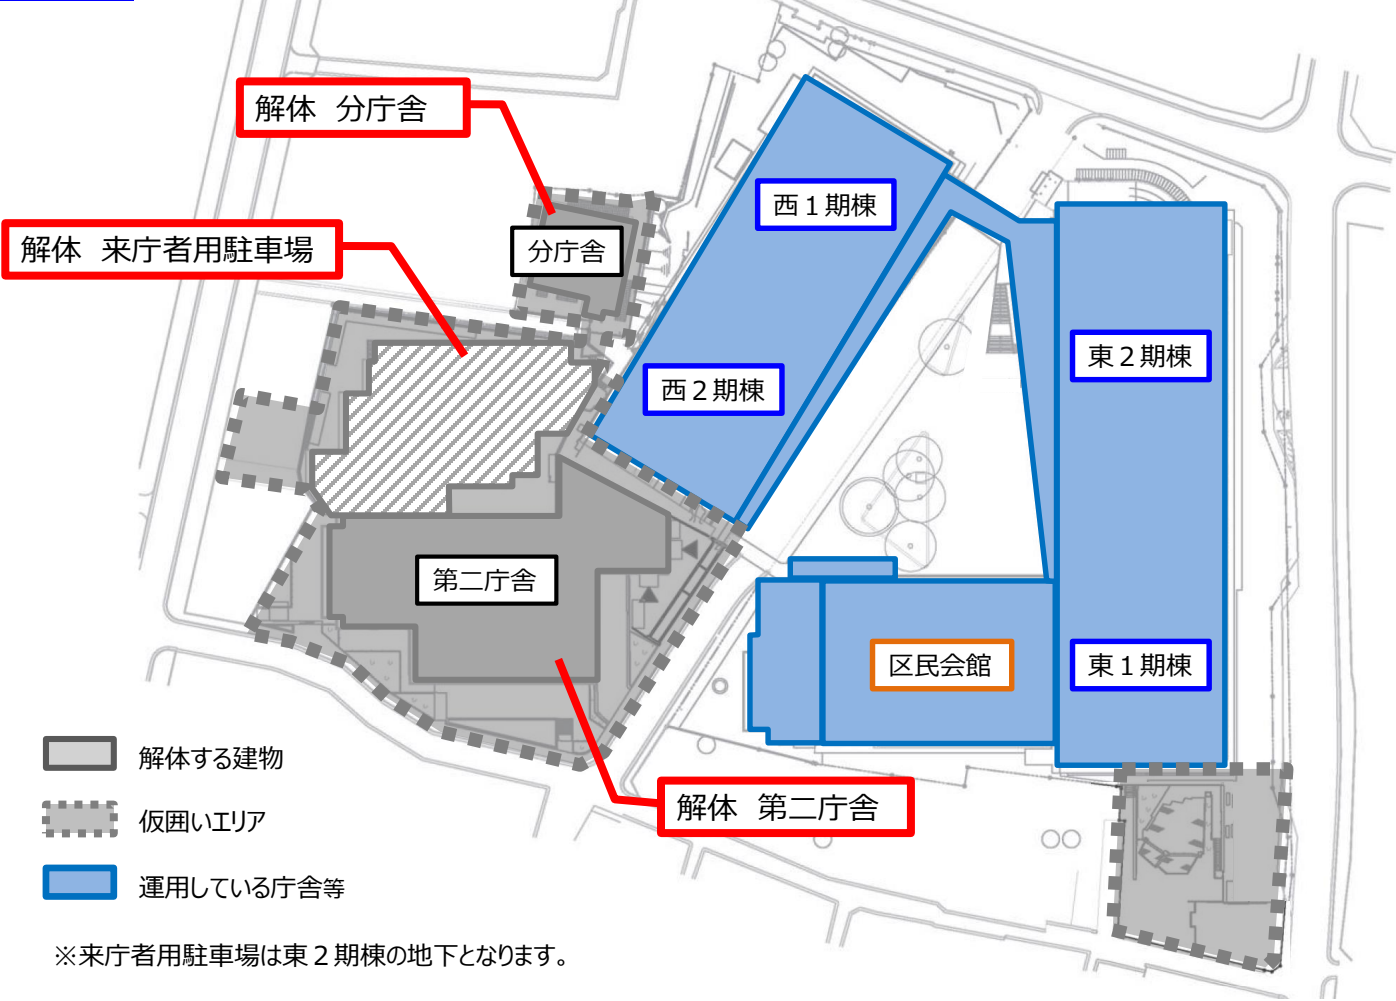 解体 分庁舎
西１期棟
分庁舎
解体 来庁者用駐車場
東２期棟
西２期棟
第二庁舎
区民会館
東１期棟
解体する建物
解体 第二庁舎
仮囲いエリア
運用している庁舎等
※来庁者用駐車場は東２期棟の地下となります。